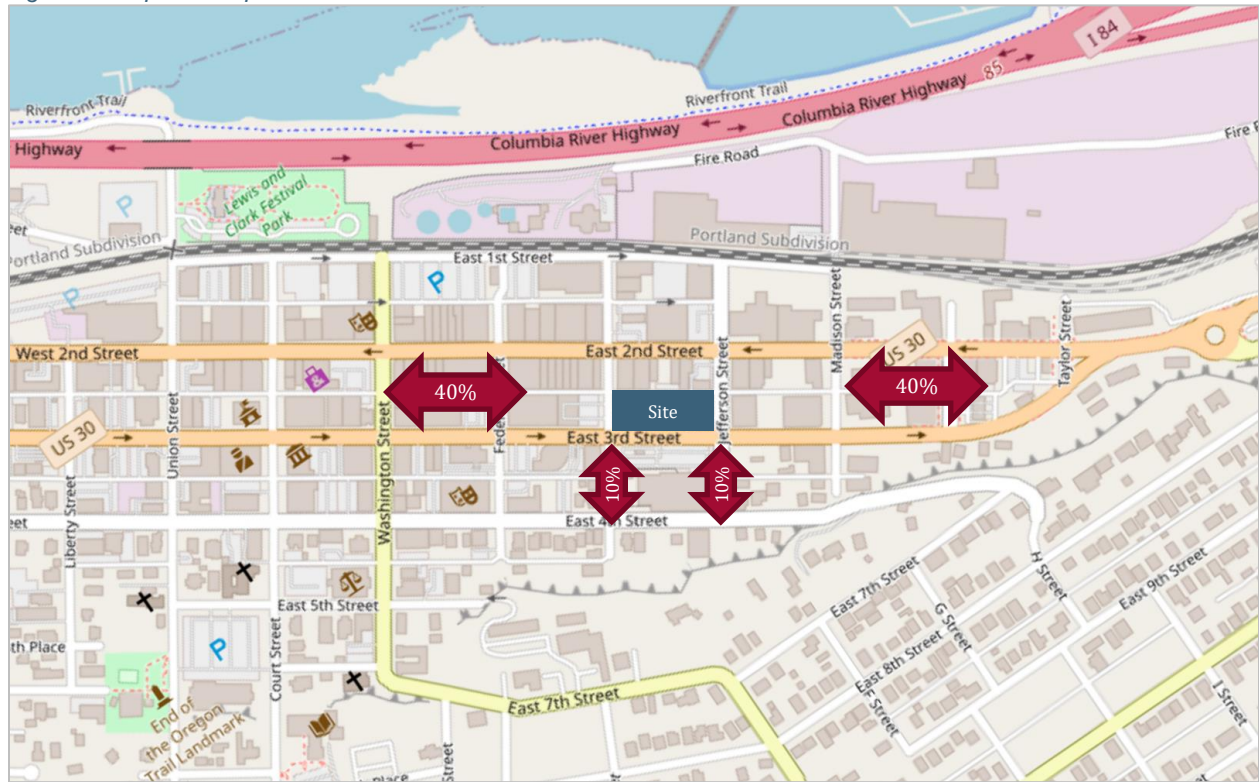 I 84
85
Riverfront Trail
Riverfront Trail
Columbia River Highway
Columbia River Highway
Highway
Fire Road
Lewis and
Clark Festival
Park
P
Portland Subdivision
Portland Subdivision
East 1st Street
P
P
West 2nd Street
East 2nd Street
US 30
Madison Street
Taylor Street
Jefferson Street
40%
40%
Site
US 30
Union Street
East 3rd Street
Washington Street
10%
10%
Liberty Street
East 4th Street
East 5th Street
East 7th Street
H Street
East 9th Street
G Street
th Place
P
Court Street
East 8th Street
F Street
East 7th Street
I Street
End of
the Oregon
Trail Landmark
Street
Place